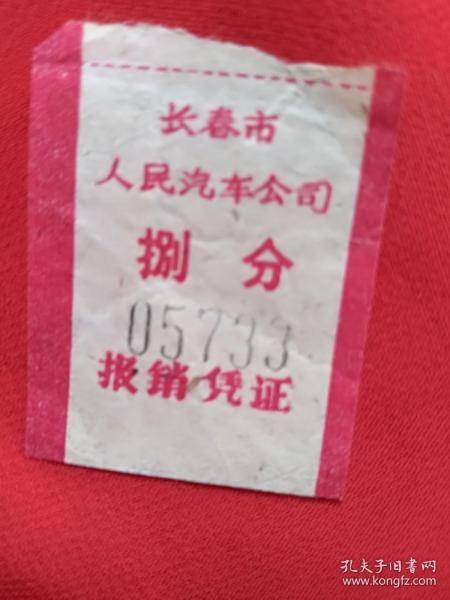 长春市
人民汽车公司
捌分
05733
报销凭证
孔夫子旧书网
www.kongfz.com